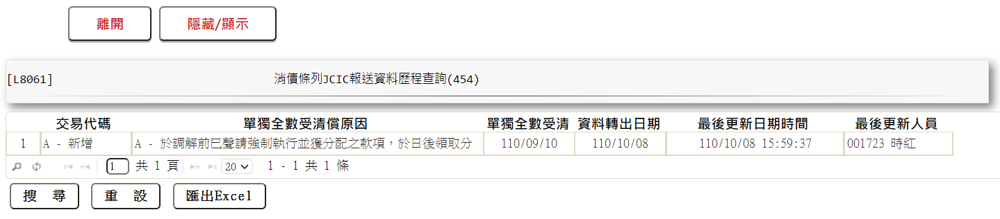 離開 隱藏/顯示
[L8061] 消債條列JCIC報送資料歷程查詢(454)
交易代碼 單獨全數受清償原因 單獨全數受清 資料轉出日期 最後更新日期時間 最後更新人員
1 A - 新增 A - 於調解前已聲請強制執行並獲分配之款項，於日後領取分 110/09/10 110/10/08 110/10/08 15:59:37 001723 時紅
1 共 1 頁 20 1 - 1 共 1 條
搜 尋 重 設 匯出Excel